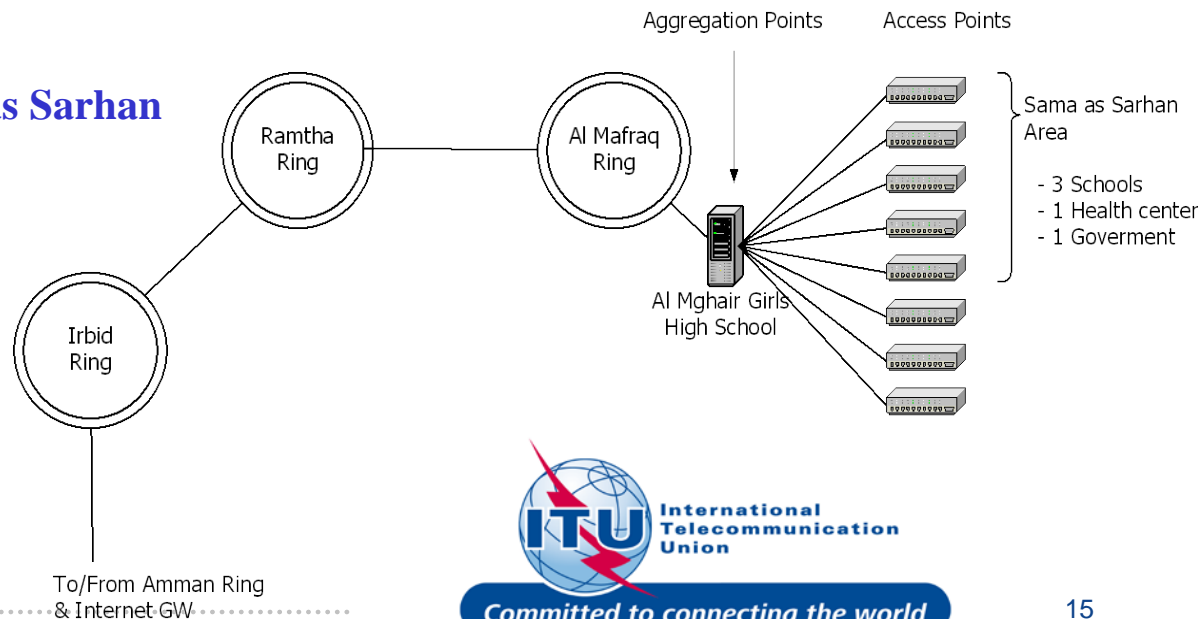 Aggregation Points
Access Points
Sarhan
Ramtha
Ring
Al Mafraq
Ring
Sama as Sarhan
Area
- 3 Schools
- 1 Health center
- 1 Goverment
Al Mghair Girls
High School
Irbid
Ring
ITU
International
Telecommunication
Union
To/From Amman Ring
& Internet GW
Committed to connecting the world
15